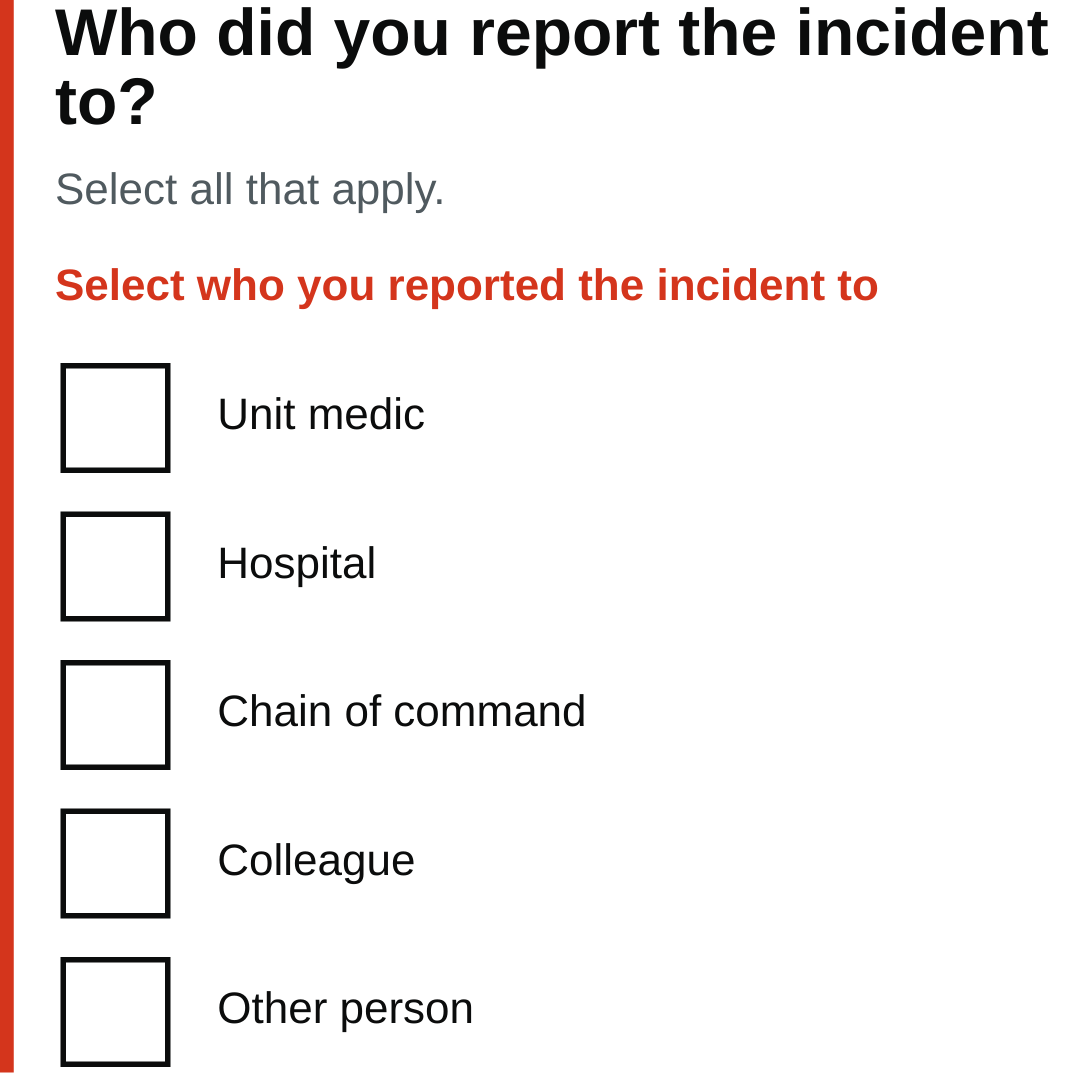 Who did you report the incident
to?
Select all that apply.
Select who you reported the incident to
Unit medic
Hospital
Chain of command
Colleague
Other person